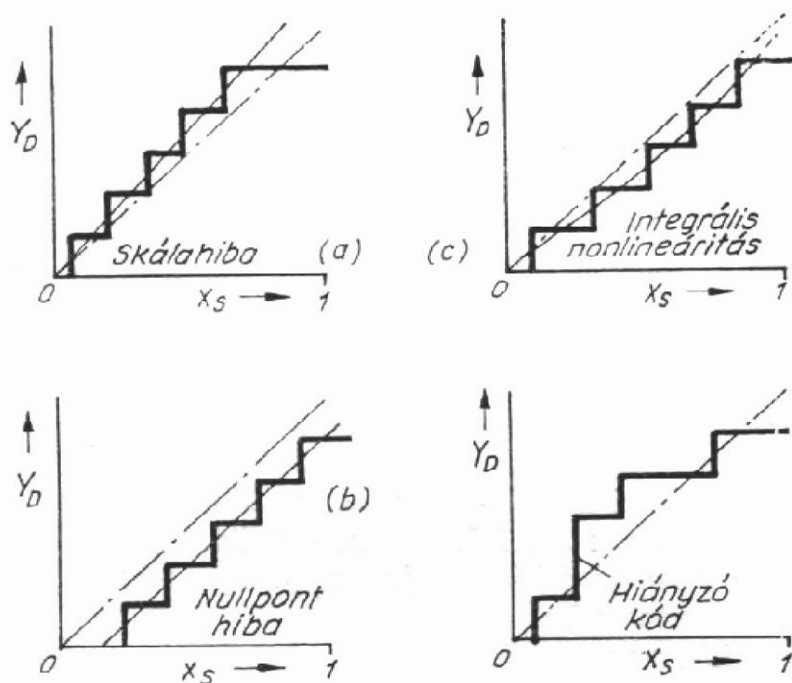 Y_D
Skálahiba
(a)
0
X_S
1
Y_D
(c)
Integrális
nonlineáritás
0
X_S
1
Y_D
(b)
Nullpont
hiba
0
X_S
1
Y_D
Hiányzó
kód
0
X_S
1